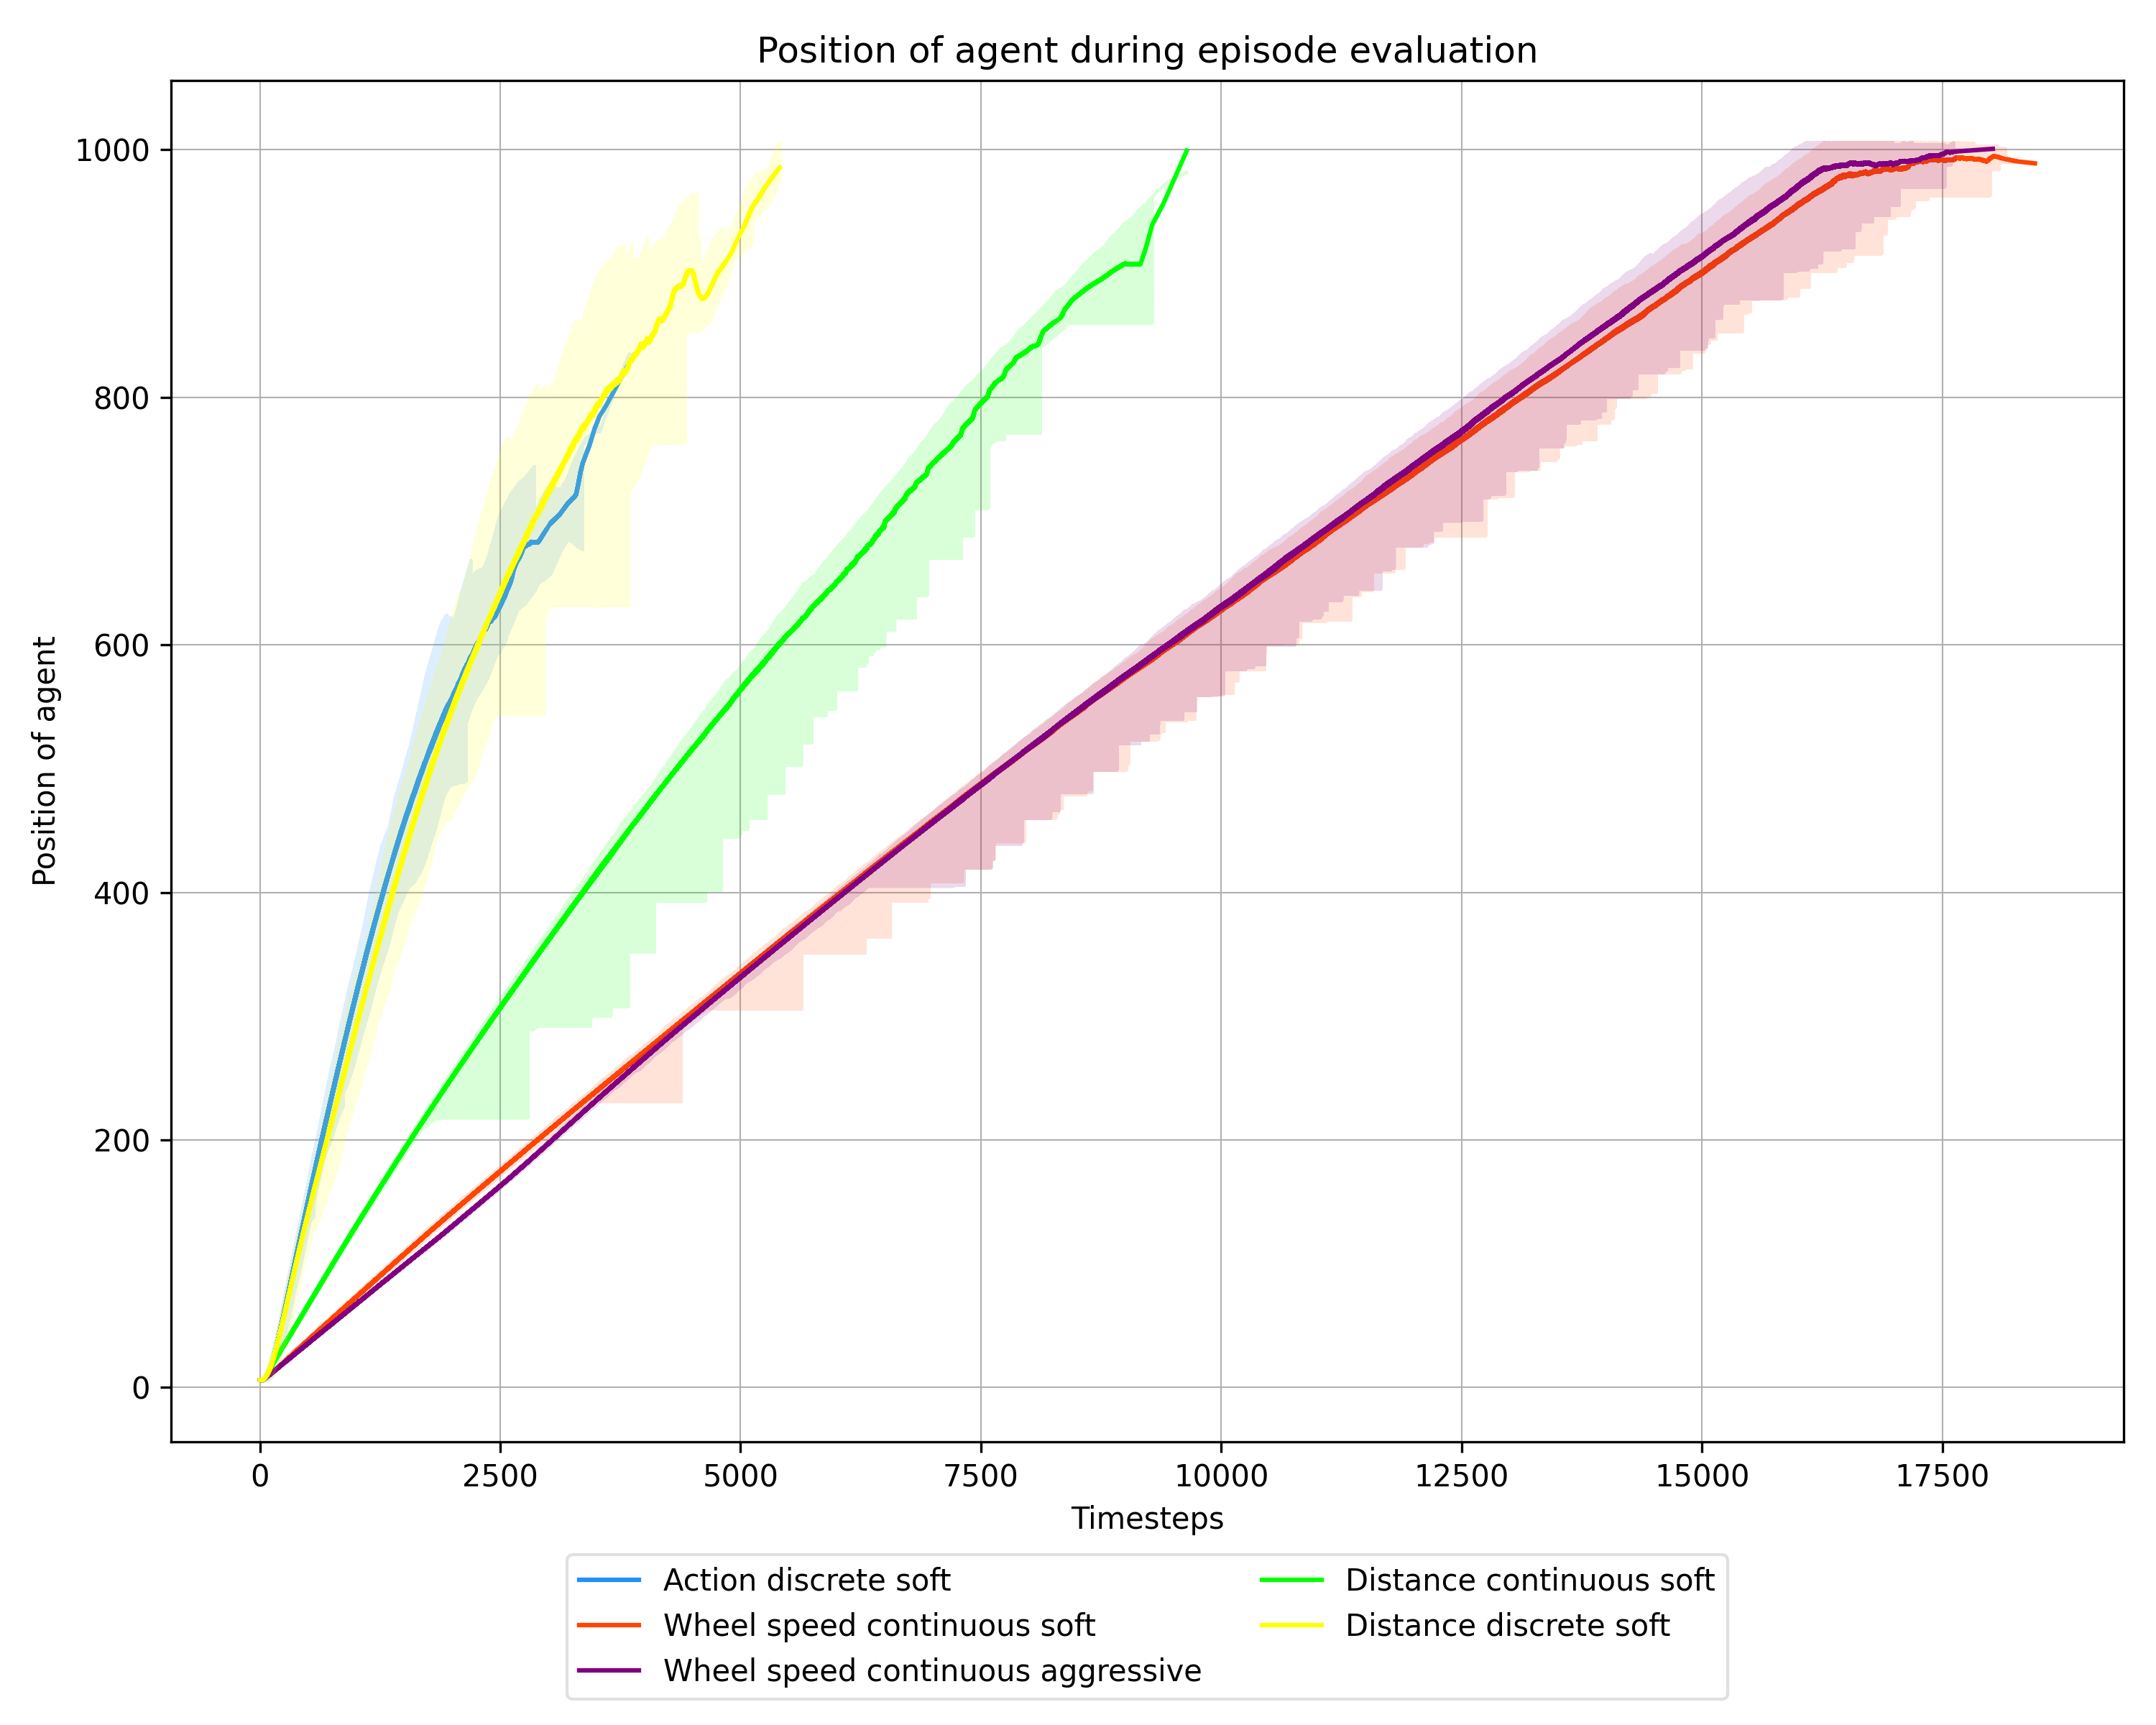 Position of agent during episode evaluation
Position of agent
1000
800
600
400
200
0
0 2500 5000 7500 10000 12500 15000 17500
Timesteps
Action discrete soft
Wheel speed continuous soft
Wheel speed continuous aggressive
Distance continuous soft
Distance discrete soft